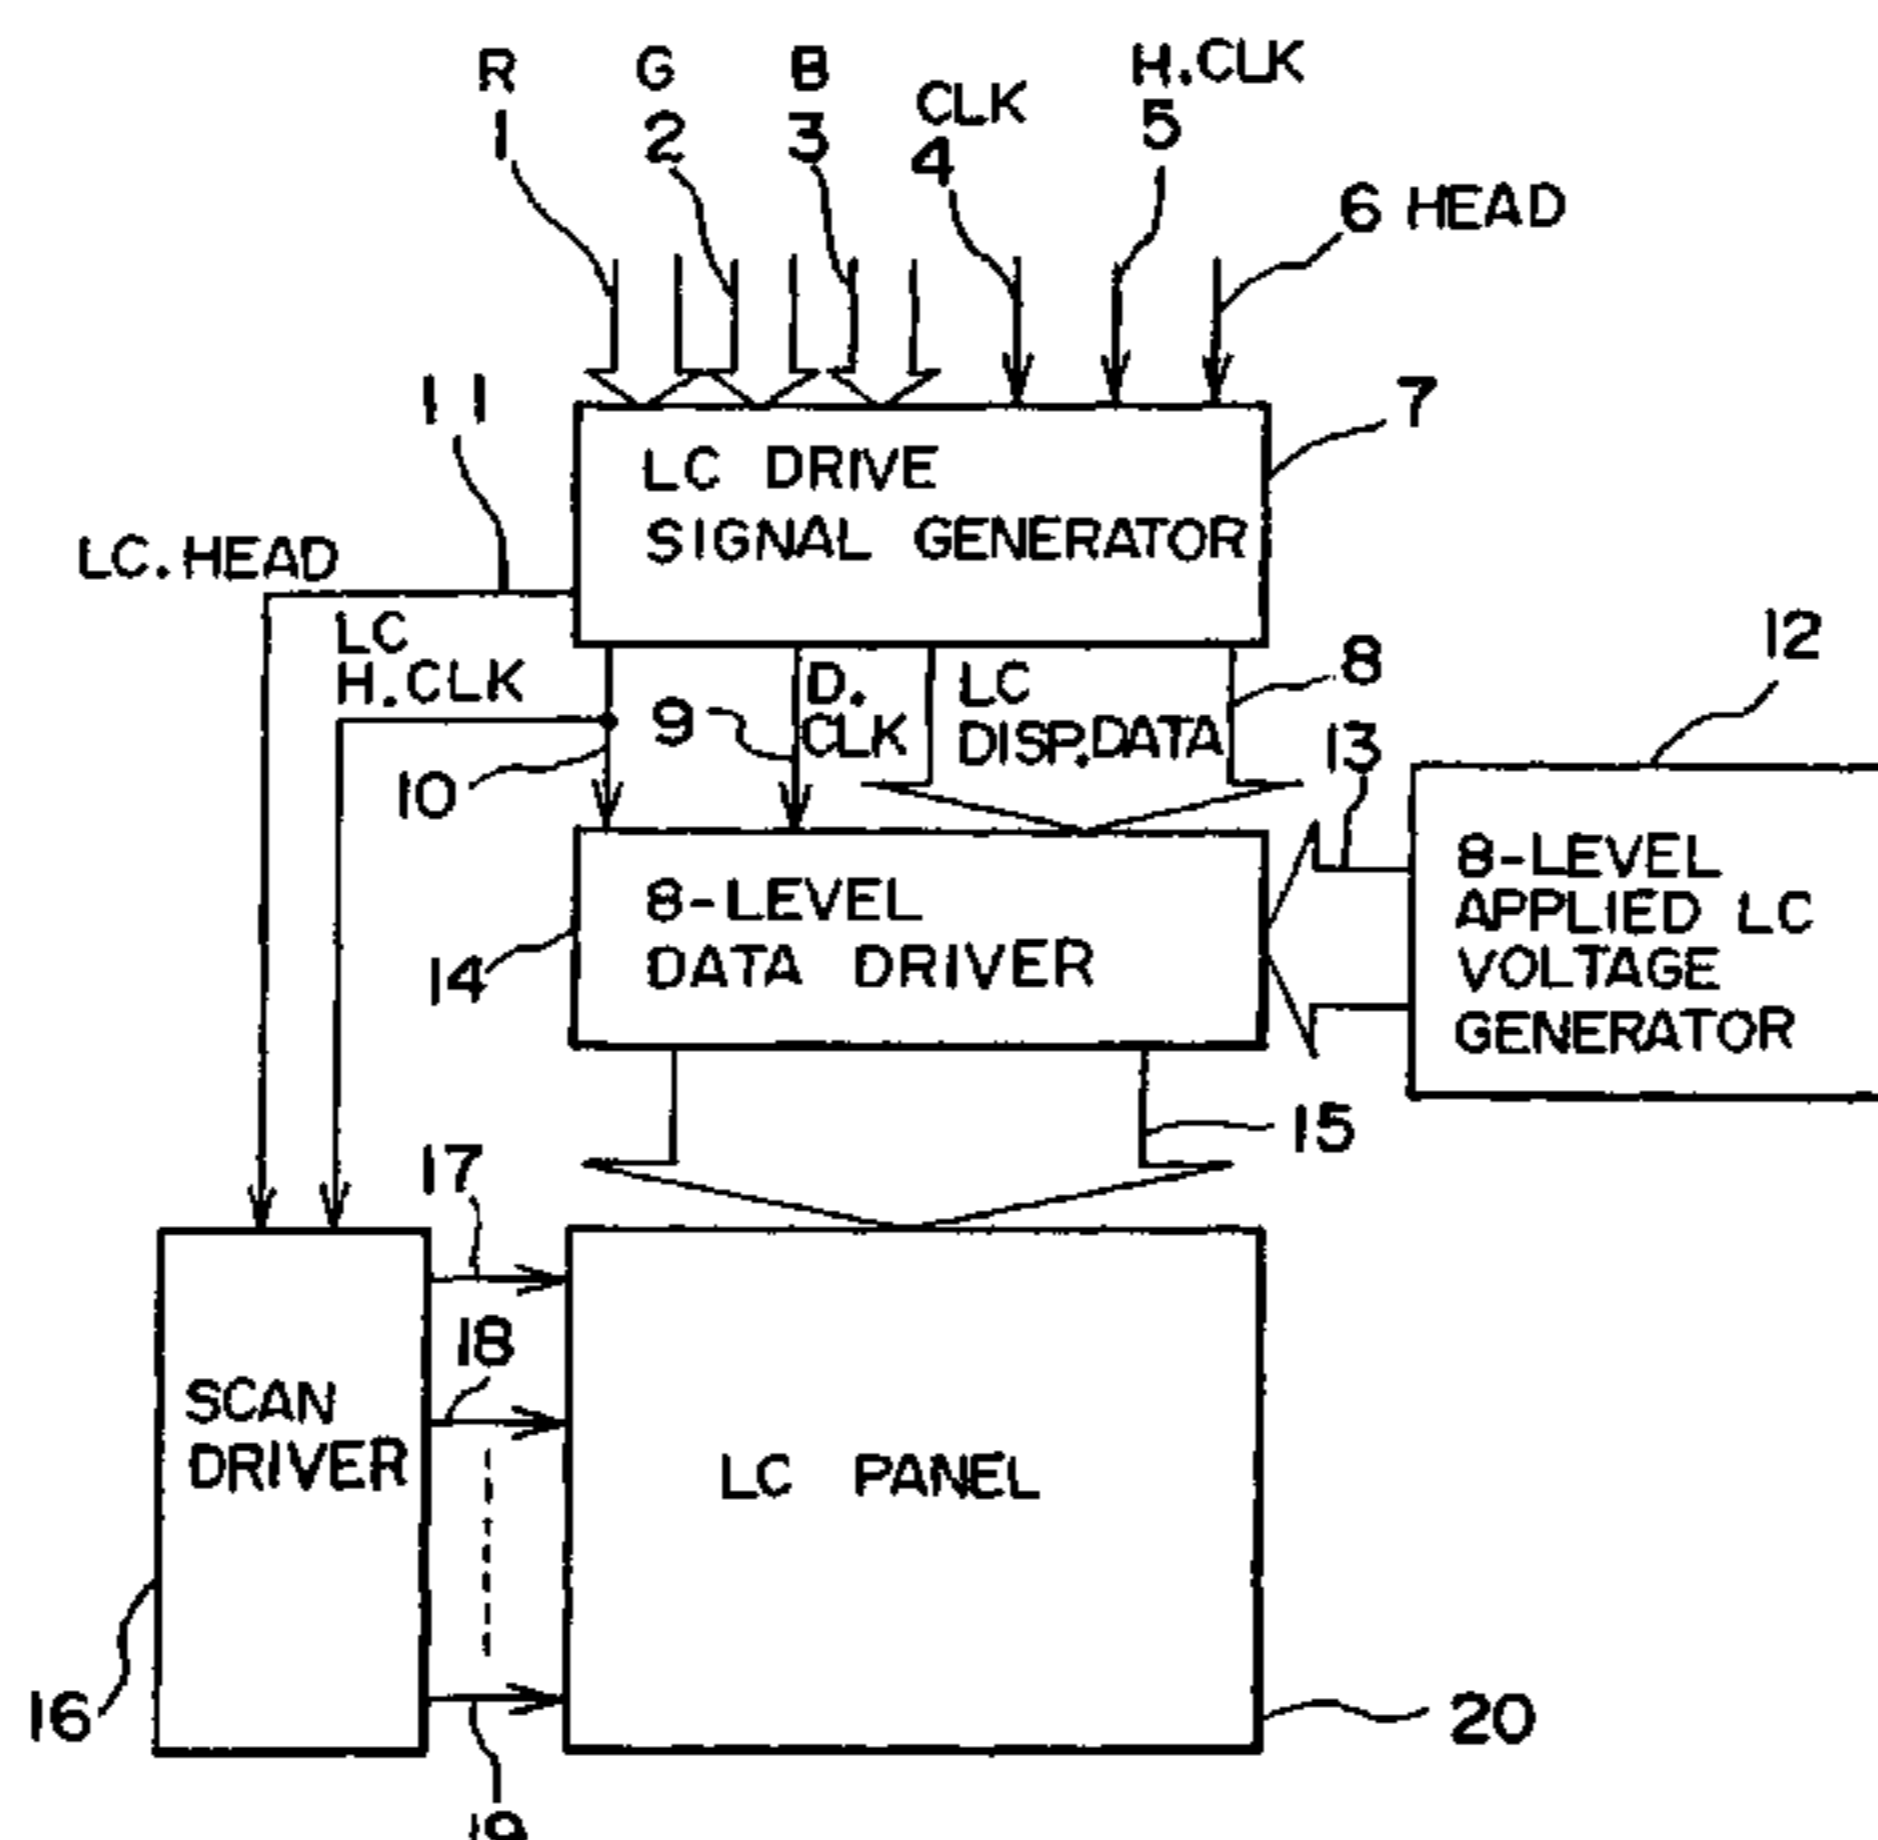 R
G
B
CLK
H.CLK
1
2
3
4
5
6 HEAD
7
11
LC DRIVE
SIGNAL GENERATOR
LC.HEAD
LC
H.CLK
10
9
D.
CLK
LC
DISP.DATA
8
12
13
8-LEVEL
APPLIED LC
VOLTAGE
GENERATOR
14
8-LEVEL
DATA DRIVER
15
17
18
SCAN
DRIVER
LC PANEL
16
19
20